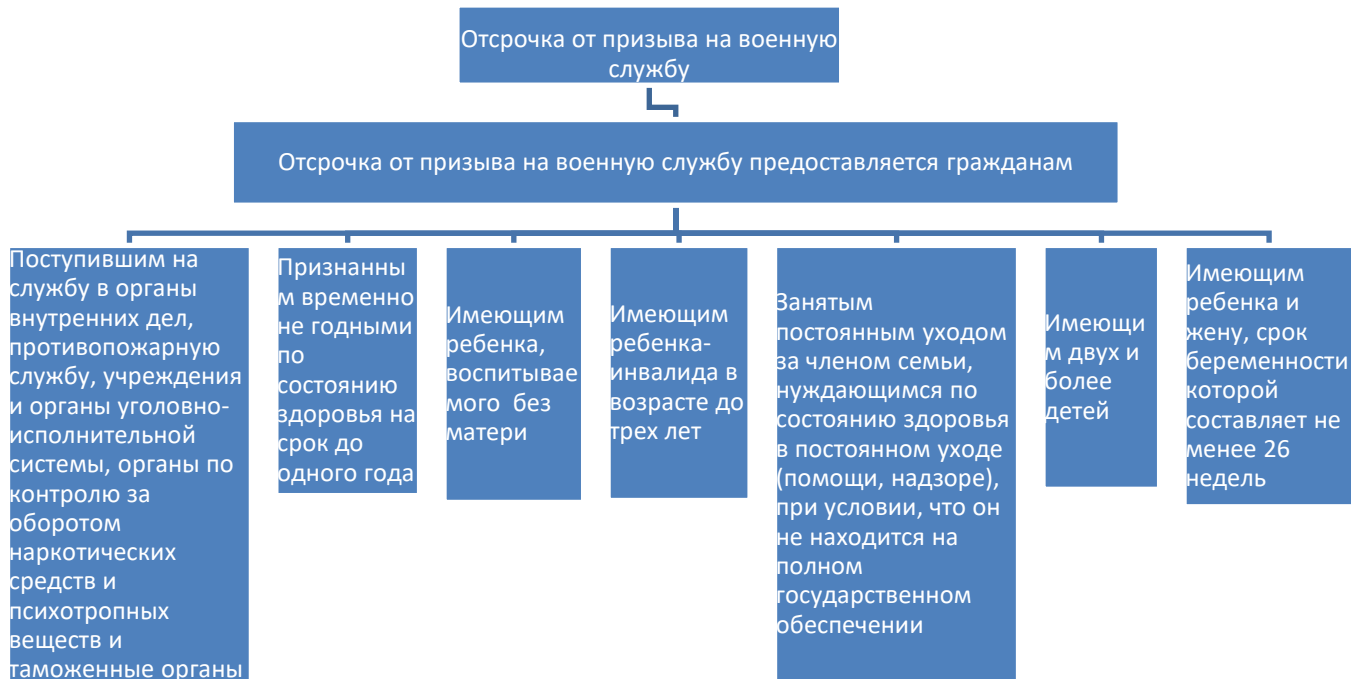 Отсрочка от призыва на военную
службу
Отсрочка от призыва на военную службу предоставляется гражданам
Поступившим на
службу в органы
внутренних дел,
противопожарную
службу, учреждения
и органы уголовно-
исполнительной
системы, органы по
контролю за
оборотом
наркотических
средств и
психотропных
веществ и
таможенные органы
Признанны
м временно
не годными
по
состоянию
здоровья на
срок до
одного года
Имеющим
ребенка,
воспитывае
мого без
матери
Имеющим
ребенка-
инвалида в
возрасте до
трех лет
Занятым
постоянным уходом
за членом семьи,
нуждающимся по
состоянию здоровья
в постоянном уходе
(помощи, надзоре),
при условии, что он
не находится на
полном
государственном
обеспечении
Имеющи
м двух и
более
детей
Имеющим
ребенка и
жену, срок
беременности
которой
составляет не
менее 26
недель